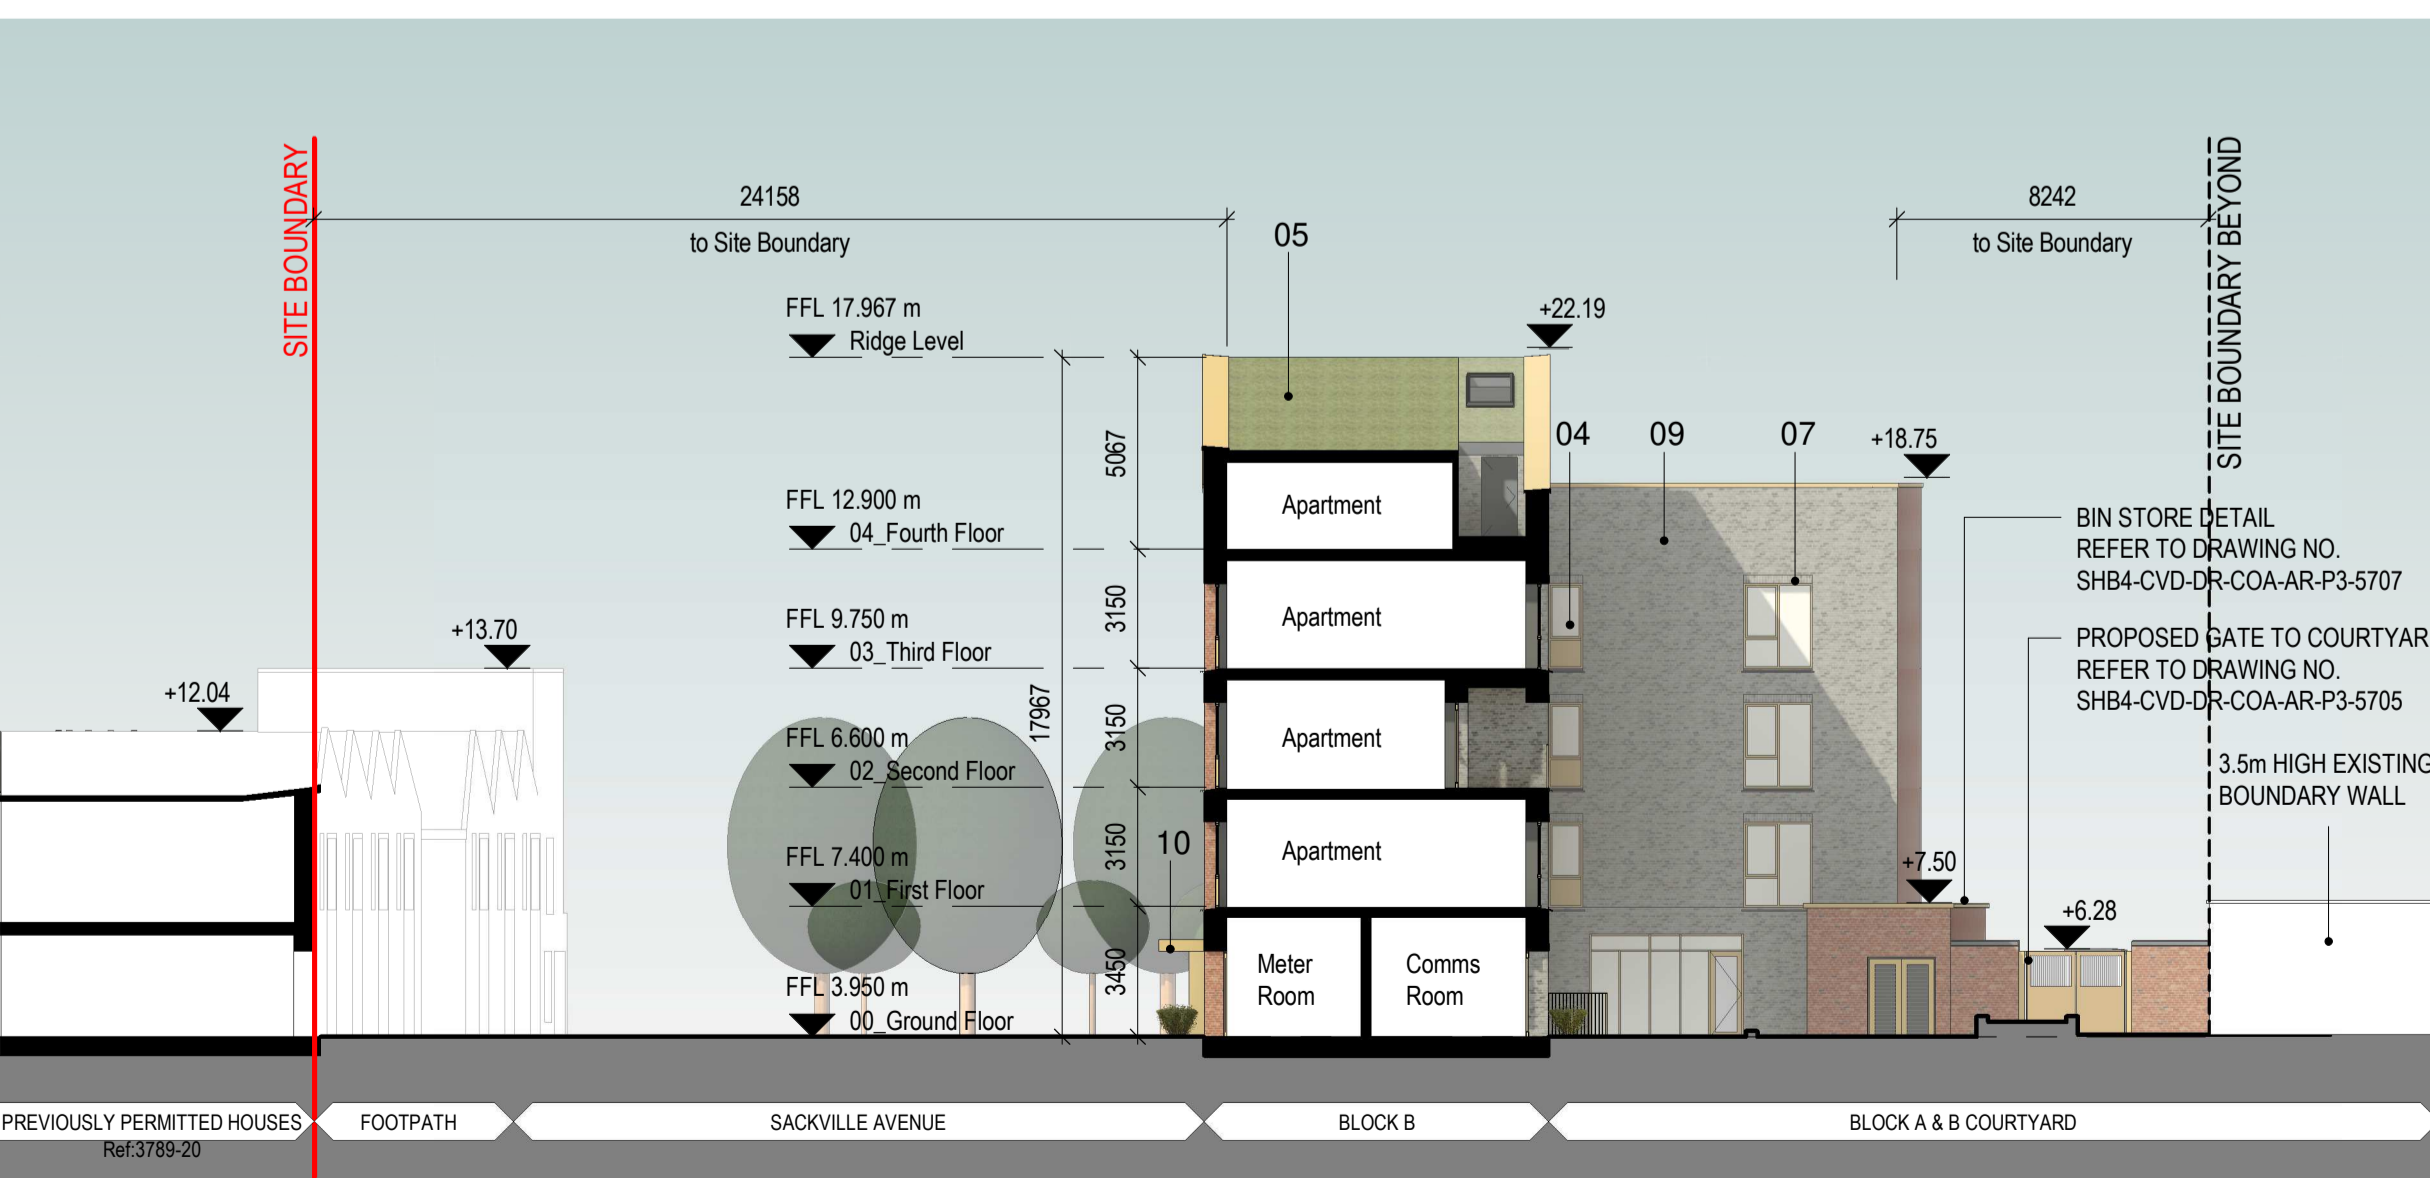 SITE BOUNDARY
24158
to Site Boundary
8242
to Site Boundary
SITE BOUNDARY BEYOND
05
FFL 17.967 m
Ridge Level
+22.19
04
09
07
+18.75
5067
FFL 12.900 m
04_Fourth Floor
Apartment
BIN STORE DETAIL
REFER TO DRAWING NO.
SHB4-CVD-DR-COA-AR-P3-5707
3150
FFL 9.750 m
03_Third Floor
Apartment
+13.70
PROPOSED GATE TO COURTYAR
REFER TO DRAWING NO.
SHB4-CVD-DR-COA-AR-P3-5705
+12.04
17967
3150
FFL 6.600 m
02_Second Floor
Apartment
3.5m HIGH EXISTING
BOUNDARY WALL
3150
10
FFL 7.400 m
01_First Floor
Apartment
+7.50
+6.28
3450
FFL 3.950 m
00_Ground Floor
Meter
Room
Comms
Room
PREVIOUSLY PERMITTED HOUSES
Ref:3789-20
FOOTPATH
SACKVILLE AVENUE
BLOCK B
BLOCK A & B COURTYARD